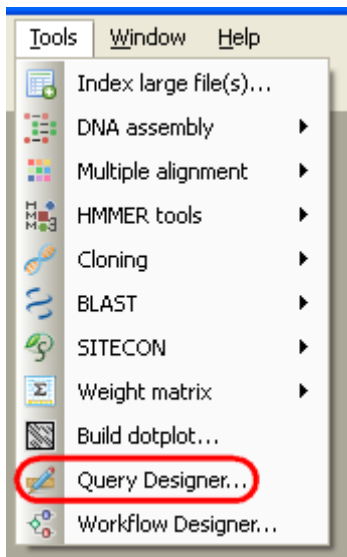 Tools Window Help
Index large file(s)...
DNA assembly
Multiple alignment
HMMER tools
Cloning
BLAST
SITECON
Weight matrix
Build dotplot...
Query Designer...
Workflow Designer...